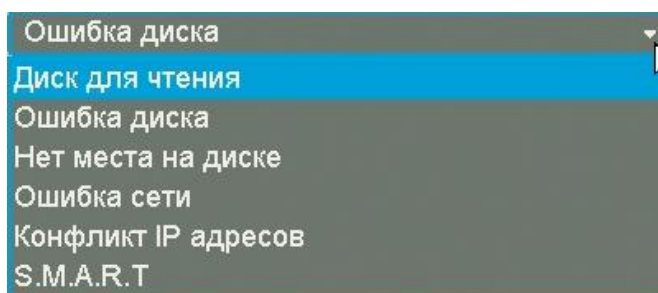 Ошибка диска
Диск для чтения
Ошибка диска
Нет места на диске
Ошибка сети
Конфликт IP адресов
S.M.A.R.T